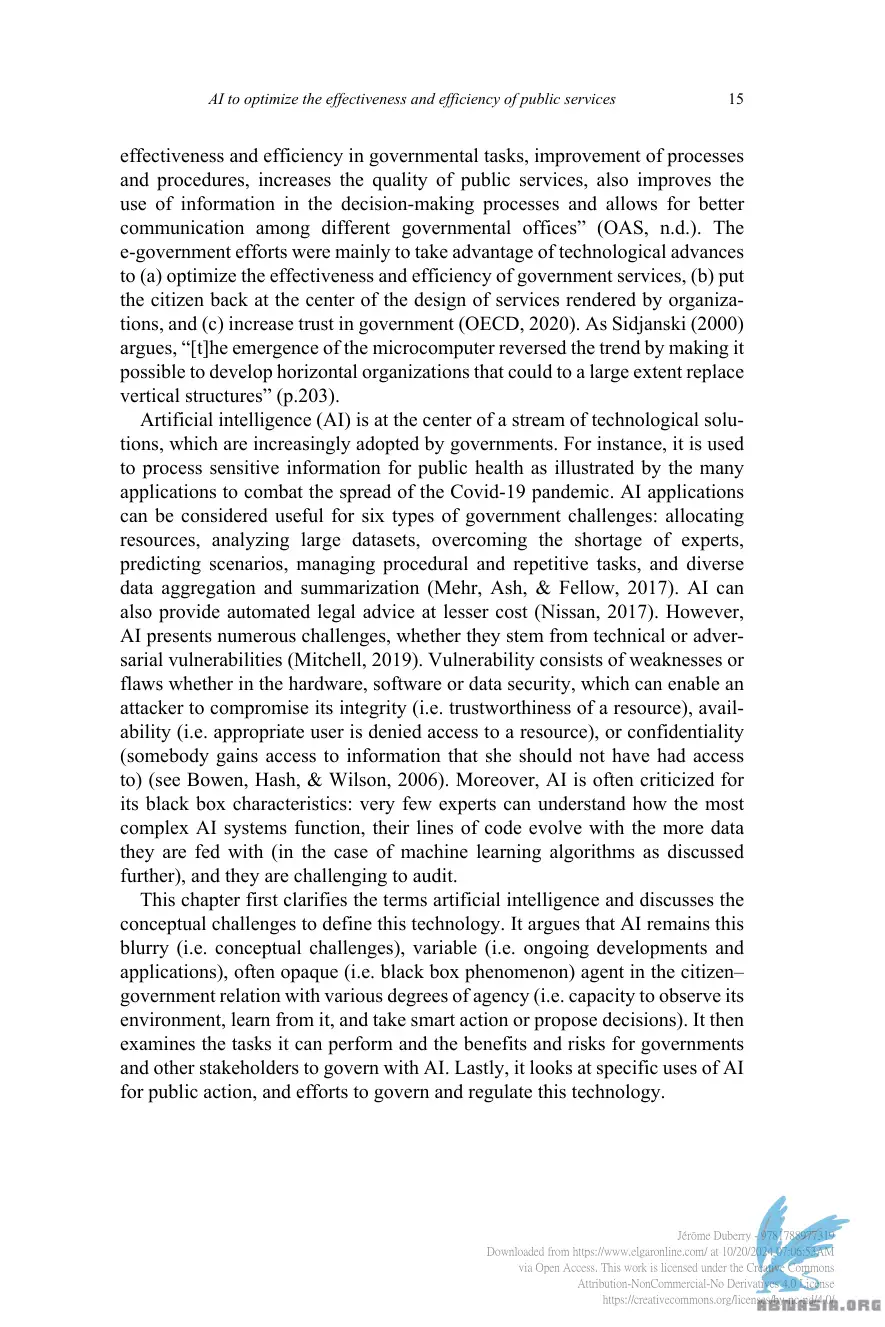 AI to optimize the effectiveness and efficiency of public services 15
effectiveness and efficiency in governmental tasks, improvement of processes
and procedures, increases the quality of public services, also improves the
use of information in the decision-making processes and allows for better
communication among different governmental offices” (OAS, n.d.). The
e-government efforts were mainly to take advantage of technological advances
to (a) optimize the effectiveness and efficiency of government services, (b) put
the citizen back at the center of the design of services rendered by organiza-
tions, and (c) increase trust in government (OECD, 2020). As Sidjanski (2000)
argues, “[t]he emergence of the microcomputer reversed the trend by making it
possible to develop horizontal organizations that could to a large extent replace
vertical structures” (p.203).
Artificial intelligence (AI) is at the center of a stream of technological solu-
tions, which are increasingly adopted by governments. For instance, it is used
to process sensitive information for public health as illustrated by the many
applications to combat the spread of the Covid-19 pandemic. AI applications
can be considered useful for six types of government challenges: allocating
resources, analyzing large datasets, overcoming the shortage of experts,
predicting scenarios, managing procedural and repetitive tasks, and diverse
data aggregation and summarization (Mehr, Ash, & Fellow, 2017). AI can
also provide automated legal advice at lesser cost (Nissan, 2017). However,
AI presents numerous challenges, whether they stem from technical or adver-
sarial vulnerabilities (Mitchell, 2019). Vulnerability consists of weaknesses or
flaws whether in the hardware, software or data security, which can enable an
attacker to compromise its integrity (i.e. trustworthiness of a resource), avail-
ability (i.e. appropriate user is denied access to a resource), or confidentiality
(somebody gains access to information that she should not have had access
to) (see Bowen, Hash, & Wilson, 2006). Moreover, AI is often criticized for
its black box characteristics: very few experts can understand how the most
complex AI systems function, their lines of code evolve with the more data
they are fed with (in the case of machine learning algorithms as discussed
further), and they are challenging to audit.
This chapter first clarifies the terms artificial intelligence and discusses the
conceptual challenges to define this technology. It argues that AI remains this
blurry (i.e. conceptual challenges), variable (i.e. ongoing developments and
applications), often opaque (i.e. black box phenomenon) agent in the citizen–
government relation with various degrees of agency (i.e. capacity to observe its
environment, learn from it, and take smart action or propose decisions). It then
examines the tasks it can perform and the benefits and risks for governments
and other stakeholders to govern with AI. Lastly, it looks at specific uses of AI
for public action, and efforts to govern and regulate this technology.
Jérôme Duberry - 9781788977319
Downloaded from https://www.elgaronline.com/ at 10/20/2024 07:06:53AM
via Open Access. This work is licensed under the Creative Commons
Attribution-NonCommercial-No Derivatives 4.0 License
https://creativecommons.org/licenses/by-nc-nd/4.0/
ABTWASIA.ORG